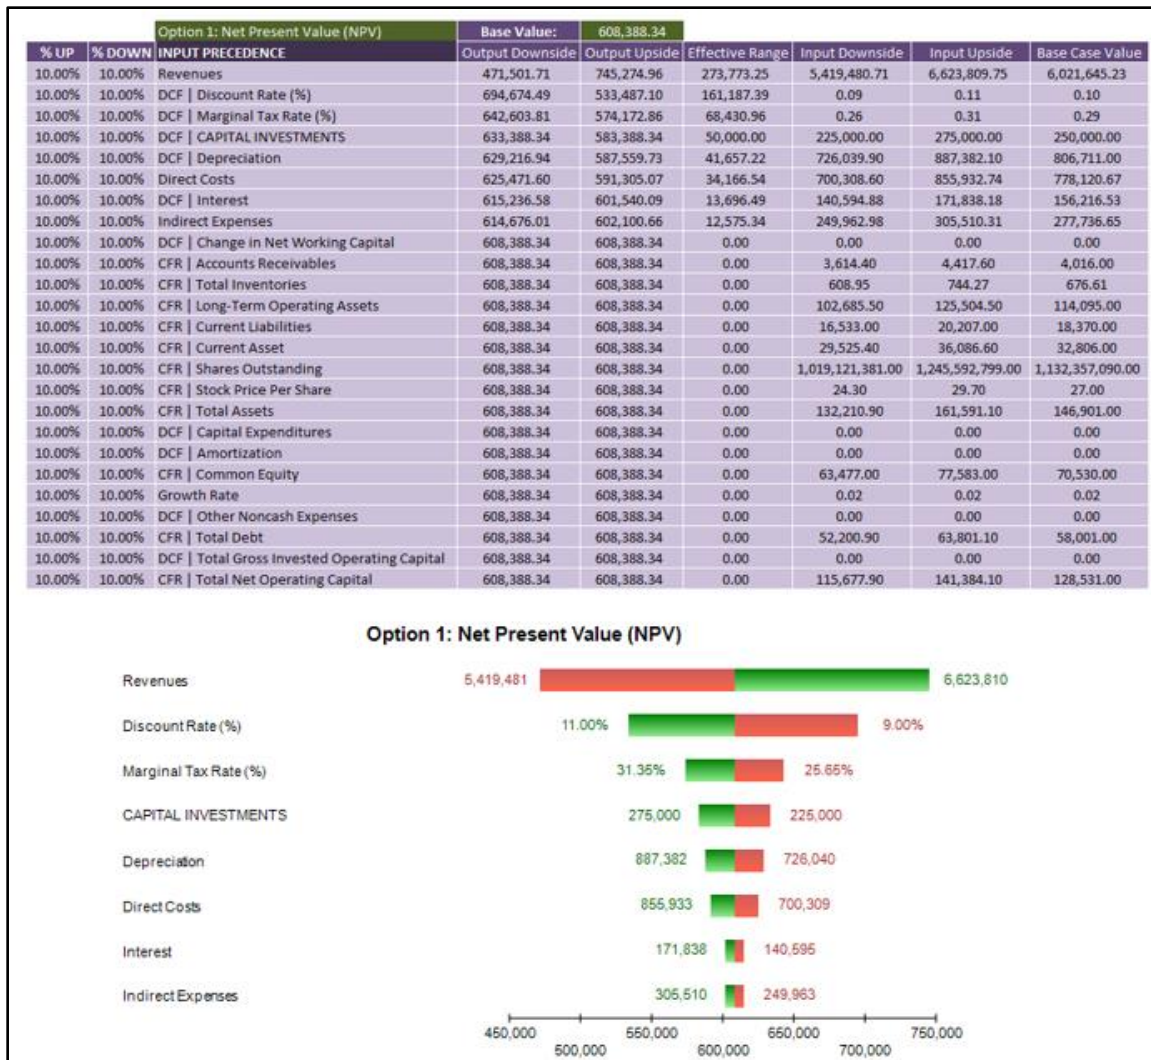 Option 1: Net Present Value (NPV) Base Value: 608,388.34
% UP % DOWN INPUT PRECEDENCE Output Downside Output Upside Effective Range Input Downside Input Upside Base Case Value
10.00% 10.00% Revenues 471,501.71 745,274.96 273,773.25 5,419,480.71 6,623,809.75 6,021,645.23
10.00% 10.00% DCF | Discount Rate (%) 694,674.49 533,487.10 161,187.39 0.09 0.11 0.10
10.00% 10.00% DCF | Marginal Tax Rate (%) 642,603.81 574,172.86 68,430.96 0.26 0.31 0.29
10.00% 10.00% DCF | CAPITAL INVESTMENTS 633,388.34 583,388.34 50,000.00 225,000.00 275,000.00 250,000.00
10.00% 10.00% DCF | Depreciation 629,216.94 587,559.73 41,657.22 726,039.90 887,382.10 806,711.00
10.00% 10.00% Direct Costs 625,471.60 591,305.07 34,166.54 700,308.60 855,932.74 778,120.67
10.00% 10.00% DCF | Interest 615,236.58 601,540.09 13,696.49 140,594.88 171,838.18 156,216.53
10.00% 10.00% Indirect Expenses 614,676.01 602,100.66 12,575.34 249,962.98 305,510.31 277,736.65
10.00% 10.00% DCF | Change in Net Working Capital 608,388.34 608,388.34 0.00 0.00 0.00 0.00
10.00% 10.00% CFR | Accounts Receivables 608,388.34 608,388.34 0.00 3,614.40 4,417.60 4,016.00
10.00% 10.00% CFR | Total Inventories 608,388.34 608,388.34 0.00 608.95 744.27 676.61
10.00% 10.00% CFR | Long-Term Operating Assets 608,388.34 608,388.34 0.00 102,685.50 125,504.50 114,095.00
10.00% 10.00% CFR | Current Liabilities 608,388.34 608,388.34 0.00 16,533.00 20,207.00 18,370.00
10.00% 10.00% CFR | Current Asset 608,388.34 608,388.34 0.00 29,525.40 36,086.60 32,806.00
10.00% 10.00% CFR | Shares Outstanding 608,388.34 608,388.34 0.00 1,019,121,381.00 1,245,592,799.00 1,132,357,090.00
10.00% 10.00% CFR | Stock Price Per Share 608,388.34 608,388.34 0.00 24.30 29.70 27.00
10.00% 10.00% CFR | Total Assets 608,388.34 608,388.34 0.00 132,210.90 161,591.10 146,901.00
10.00% 10.00% DCF | Capital Expenditures 608,388.34 608,388.34 0.00 0.00 0.00 0.00
10.00% 10.00% DCF | Amortization 608,388.34 608,388.34 0.00 0.00 0.00 0.00
10.00% 10.00% CFR | Common Equity 608,388.34 608,388.34 0.00 63,477.00 77,583.00 70,530.00
10.00% 10.00% Growth Rate 608,388.34 608,388.34 0.00 0.02 0.02 0.02
10.00% 10.00% DCF | Other Noncash Expenses 608,388.34 608,388.34 0.00 0.00 0.00 0.00
10.00% 10.00% CFR | Total Debt 608,388.34 608,388.34 0.00 52,200.90 63,801.10 58,001.00
10.00% 10.00% DCF | Total Gross Invested Operating Capital 608,388.34 608,388.34 0.00 0.00 0.00 0.00
10.00% 10.00% CFR | Total Net Operating Capital 608,388.34 608,388.34 0.00 115,677.90 141,384.10 128,531.00
Option 1: Net Present Value (NPV)
Revenues 5,419,481 6,623,810
Discount Rate (%) 11.00% 9.00%
Marginal Tax Rate (%) 31.35% 25.65%
CAPITAL INVESTMENTS 275,000 225,000
Depreciation 887,382 726,040
Direct Costs 855,933 700,309
Interest 171,838 140,595
Indirect Expenses 305,510 249,963
450,000 550,000 650,000 750,000
500,000 600,000 700,000